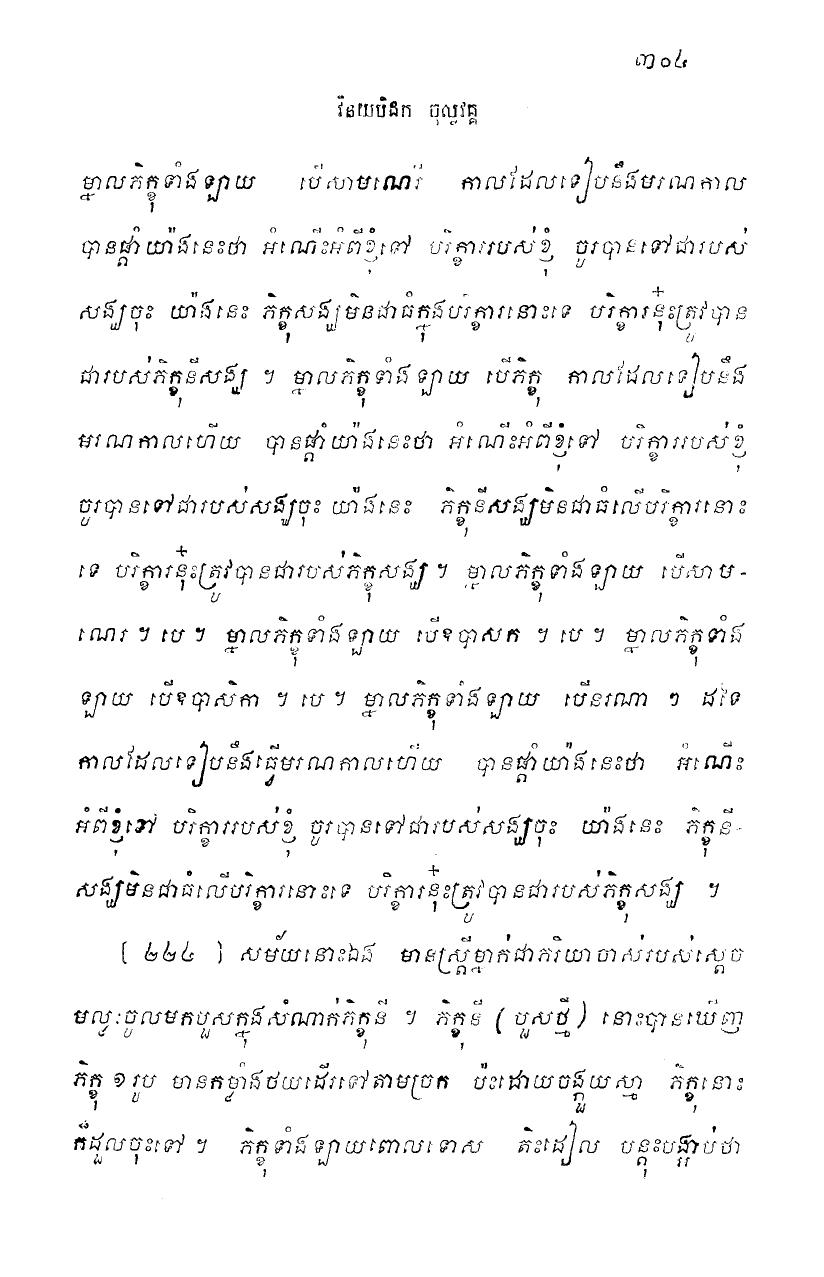 ៣០៤
វិនយបិដក ចុល្លវគ្គ
ម្នាលភិក្ខុទាំងឡាយ បើសាមណេរី កាលដែលទៀបនឹងមរណកាល
បានផ្តាំយ៉ាងនេះថា អំណើះអំពីខ្ញុំទៅ បរិក្ខាររបស់ខ្ញុំ ចូរបានទៅជារបស់
សង្ឃចុះ យ៉ាងនេះ ភិក្ខុសង្ឃមិនជាធំក្នុងបរិក្ខារនោះទេ បរិក្ខារនុ៎ះត្រូវបាន
ជារបស់ភិក្ខុនីសង្ឃ ។ ម្នាលភិក្ខុទាំងឡាយ បើភិក្ខុ កាលដែលទៀបនឹង
មរណកាលហើយ បានផ្តាំយ៉ាងនេះថា អំណើះអំពីខ្ញុំទៅ បរិក្ខាររបស់ខ្ញុំ
ចូរបានទៅជារបស់សង្ឃចុះ យ៉ាងនេះ ភិក្ខុនីសង្ឃមិនជាធំលើបរិក្ខារនោះ
ទេ បរិក្ខារនុ៎ះត្រូវបានជារបស់ភិក្ខុសង្ឃ ។ ម្នាលភិក្ខុទាំងឡាយ បើសាម-
ណេរ ។ បេ ។ ម្នាលភិក្ខុទាំងឡាយ បើឧបាសក ។ បេ ។ ម្នាលភិក្ខុទាំង
ឡាយ បើឧបាសិកា ។ បេ ។ ម្នាលភិក្ខុទាំងឡាយ បើនរណា ៗ ដទៃ
កាលដែលទៀបនឹងធ្វើមរណកាលហើយ បានផ្តាំយ៉ាងនេះថា អំណើះ
អំពីខ្ញុំទៅ បរិក្ខាររបស់ខ្ញុំ ចូរបានទៅជារបស់សង្ឃចុះ យ៉ាងនេះ ភិក្ខុនី-
សង្ឃមិនជាធំលើបរិក្ខារនោះទេ បរិក្ខារនុ៎ះត្រូវបានជារបស់ភិក្ខុសង្ឃ ។
[ ២២៤ ] សម័យនោះឯង មានស្ត្រីម្នាក់ជាភរិយាចាស់របស់ស្តេច
មល្លៈចូលមកបួសក្នុងសំណាក់ភិក្ខុនី ។ ភិក្ខុនី ( បួសថ្មី ) នោះបានឃើញ
ភិក្ខុ ១ រូប មានកម្លាំងថយដើរទៅតាមច្រក ប៉ះដោយចង្កួយស្មា ភិក្ខុនោះ
ក៏ដួលចុះទៅ ។ ភិក្ខុទាំងឡាយពោលទោស តិះដៀល បន្តុះបង្អាប់ថា